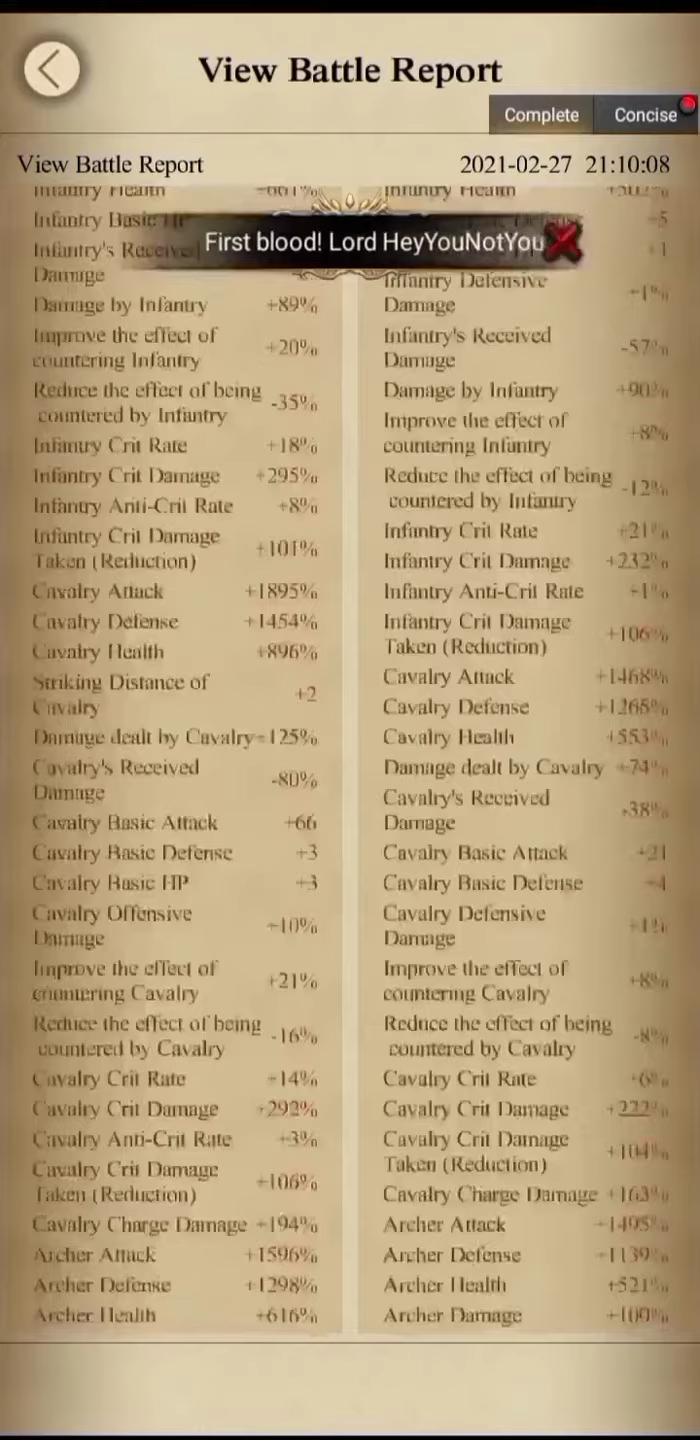 View Battle Report
Complete
Concise
View Battle Report
2021-02-27 21:10:08
Infantry Health
Infantry Basic HP
Infantry's Received
Damage
First blood! Lord HeyYouNotYou
Damage by Infantry +89%
Improve the effect of
countering Infantry +20%
Reduce the effect of being
countered by Infantry -35%
Infantry Crit Rate +18%
Infantry Crit Damage +295%
Infantry Anti-Crit Rate +8%
Infantry Crit Damage
Taken (Reduction) +101%
Cavalry Attack +1895%
Cavalry Defense +1454%
Cavalry Health +896%
Striking Distance of
Cavalry +2
Damage dealt by Cavalry +125%
Cavalry's Received
Damage -80%
Cavalry Basic Attack +66
Cavalry Basic Defense +3
Cavalry Basic HP +3
Cavalry Offensive
Damage +10%
Improve the effect of
countering Cavalry +21%
Reduce the effect of being
countered by Cavalry -16%
Cavalry Crit Rate +14%
Cavalry Crit Damage +292%
Cavalry Anti-Crit Rate +3%
Cavalry Crit Damage
Taken (Reduction) +106%
Cavalry Charge Damage +194%
Archer Attack +1596%
Archer Defense +1298%
Archer Health +616%
Infantry Health
Infantry Defensive
Damage +1%
Infantry's Received
Damage -57%
Damage by Infantry +90%
Improve the effect of
countering Infantry +8%
Reduce the effect of being
countered by Infantry -12%
Infantry Crit Rate +21%
Infantry Crit Damage +232%
Infantry Anti-Crit Rate +1%
Infantry Crit Damage
Taken (Reduction) +106%
Cavalry Attack +1468%
Cavalry Defense +1265%
Cavalry Health +553%
Damage dealt by Cavalry +74%
Cavalry's Received
Damage -38%
Cavalry Basic Attack +21
Cavalry Basic Defense +4
Cavalry Defensive
Damage +1%
Improve the effect of
countering Cavalry +8%
Reduce the effect of being
countered by Cavalry -8%
Cavalry Crit Rate +6%
Cavalry Crit Damage +222%
Cavalry Crit Damage
Taken (Reduction) +104%
Cavalry Charge Damage +163%
Archer Attack +1495%
Archer Defense +1139%
Archer Health +521%
Archer Damage +100%